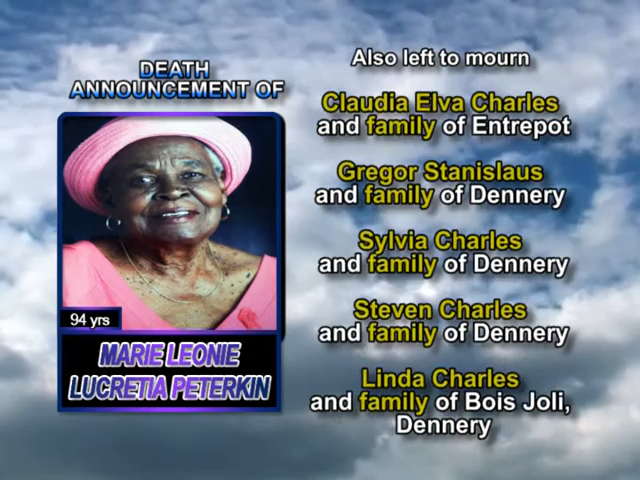 DEATH
ANNOUNCEMENT OF
94 yrs
MARIE LEONIE
LUCRETIA PETERKIN
Also left to mourn
Claudia Elva Charles
and family of Entrepot
Gregor Stanislaus
and family of Dennery
Sylvia Charles
and family of Dennery
Steven Charles
and family of Dennery
Linda Charles
and family of Bois Joli,
Dennery